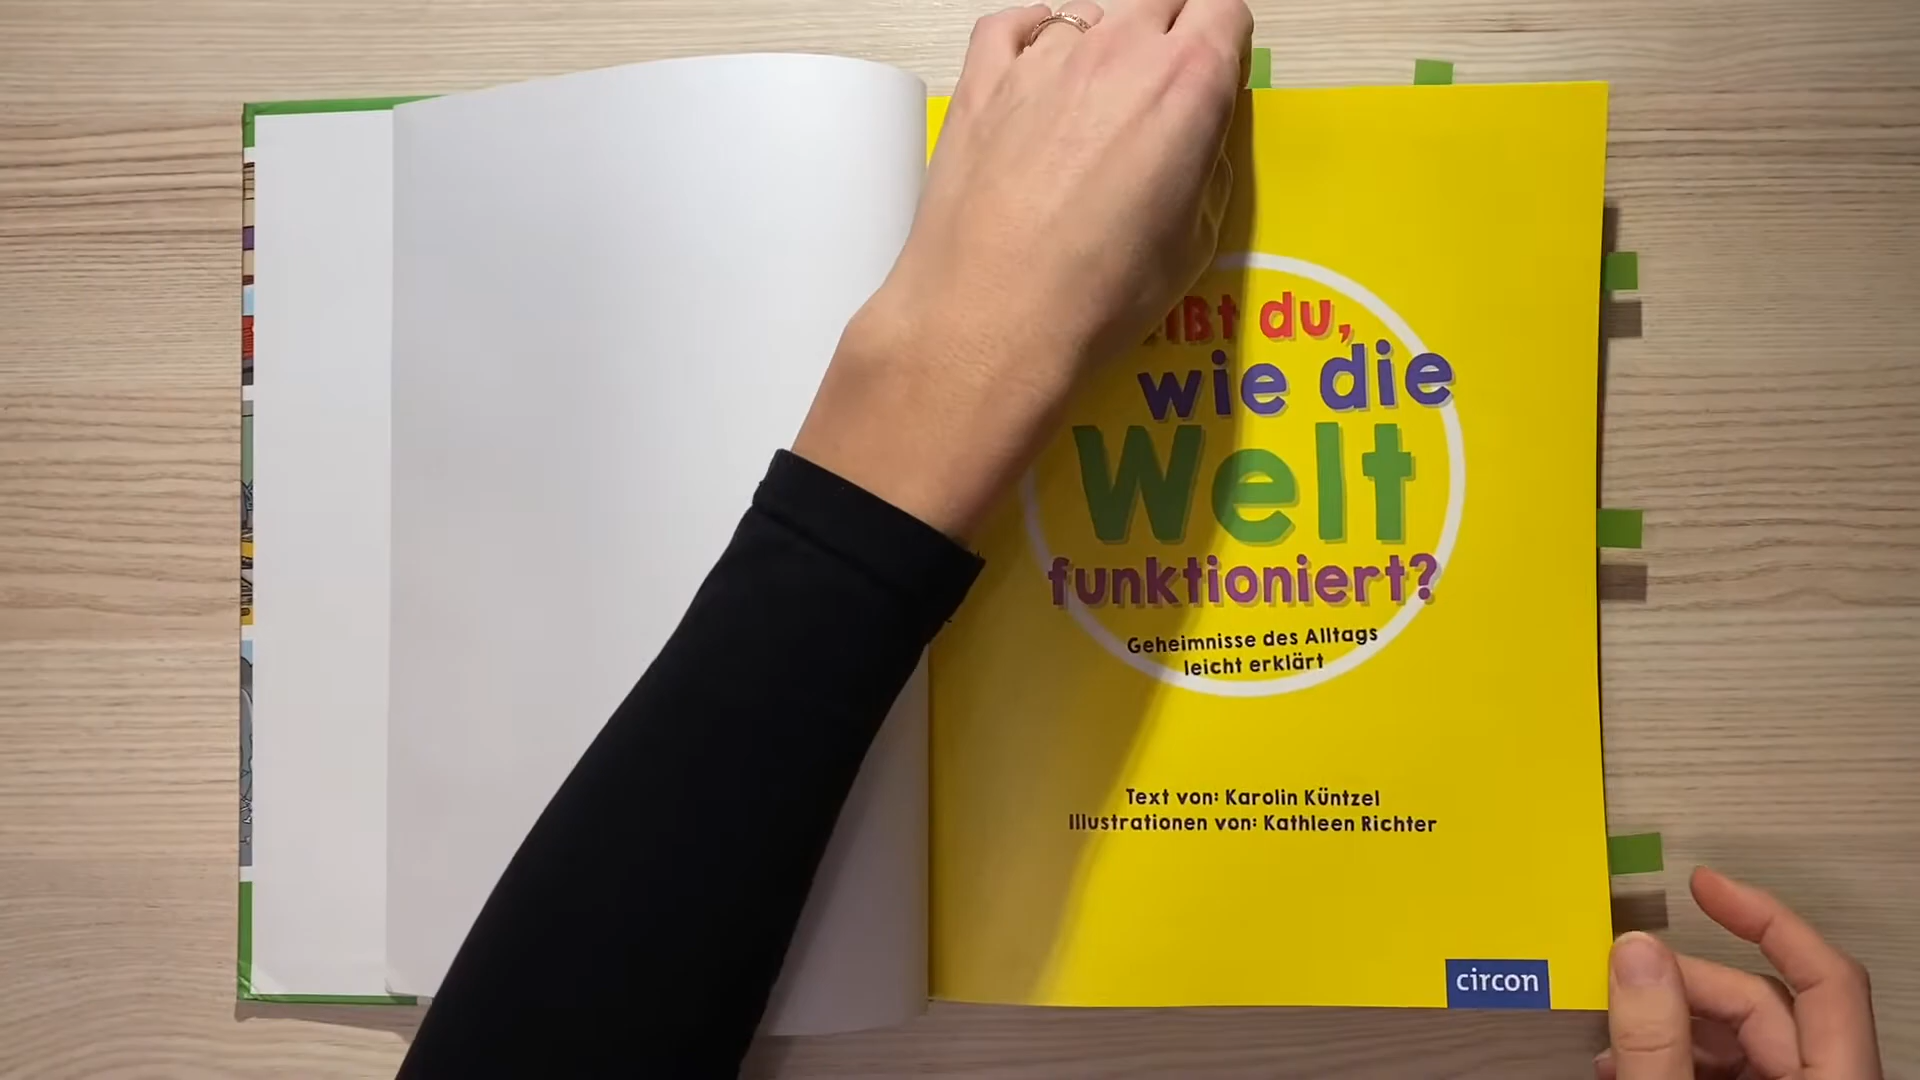 du,
wie die
Welt
funktioniert?
Geheimnisse des Alltags
leicht erklärt
Text von: Karolin Küntzel
Illustrationen von: Kathleen Richter
circon